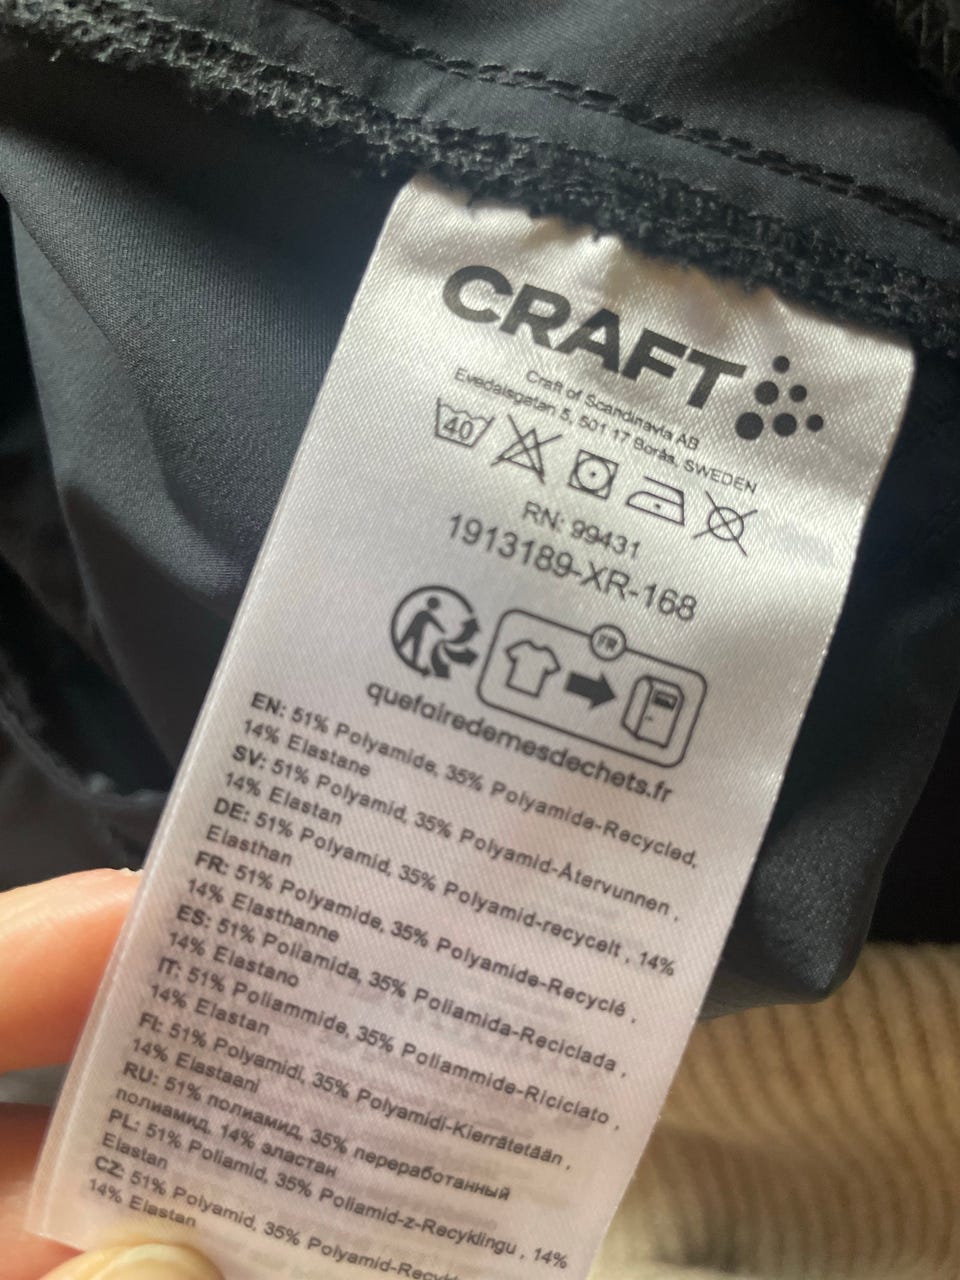 CRAFT
Craft of Scandinavia AB
Evedalsgatan 5, 501 17 Borås, SWEDEN
40
RN: 99431
1913189-XR-168
FR
quefairedemesdechets.fr
EN: 51% Polyamide, 35% Polyamide-Recycled,
14% Elastane
SV: 51% Polyamid, 35% Polyamid-Återvunnen ,
14% Elastan
DE: 51% Polyamid, 35% Polyamid-recycelt , 14%
Elasthan
FR: 51% Polyamide, 35% Polyamide-Recyclé ,
14% Elasthanne
ES: 51% Poliamida, 35% Poliamida-Reciclada ,
14% Elastano
IT: 51% Poliammide, 35% Poliammide-Riciclato ,
14% Elastan
FI: 51% Polyamidi, 35% Polyamidi-Kierrätetään ,
14% Elastaani
RU: 51% полиамид, 35% переработанный
полиамид, 14% эластан
PL: 51% Poliamid, 35% Poliamid-z-Recyklingu , 14%
Elastan
CZ: 51% Polyamid, 35%
14% Elastan